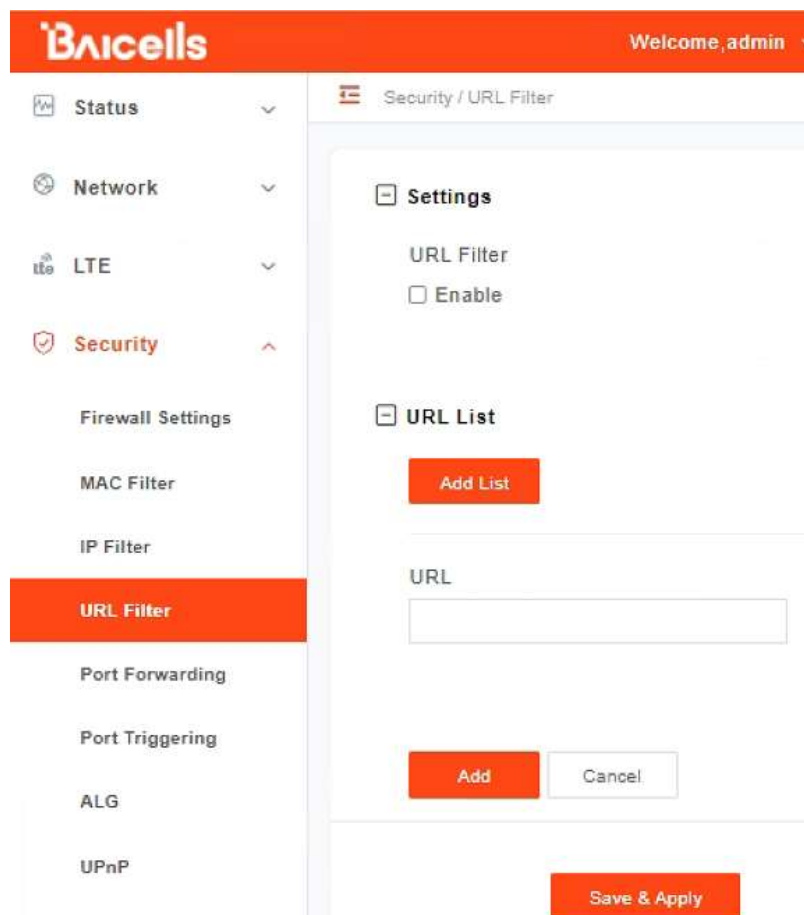 Baicells
Welcome,admin
Status
Network
LTE
Security
Firewall Settings
MAC Filter
IP Filter
URL Filter
Port Forwarding
Port Triggering
ALG
UPnP
Security / URL Filter
Settings
URL Filter
Enable
URL List
Add List
URL
Add
Cancel
Save & Apply